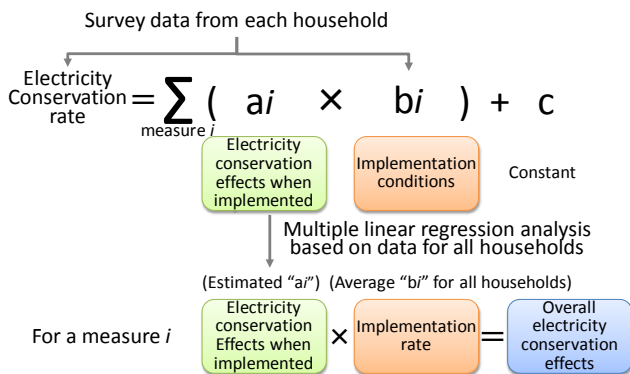 Survey data from each household
Electricity
Conservation
rate
= ∑ ( ai × bi ) + c
measure i
Electricity
conservation
effects when
implemented
Implementation
conditions
Constant
Multiple linear regression analysis
based on data for all households
(Estimated “ai”) (Average “bi” for all households)
For a measure i
Electricity
conservation
Effects when
implemented
×
Implementation
rate
=
Overall
electricity
conservation
effects